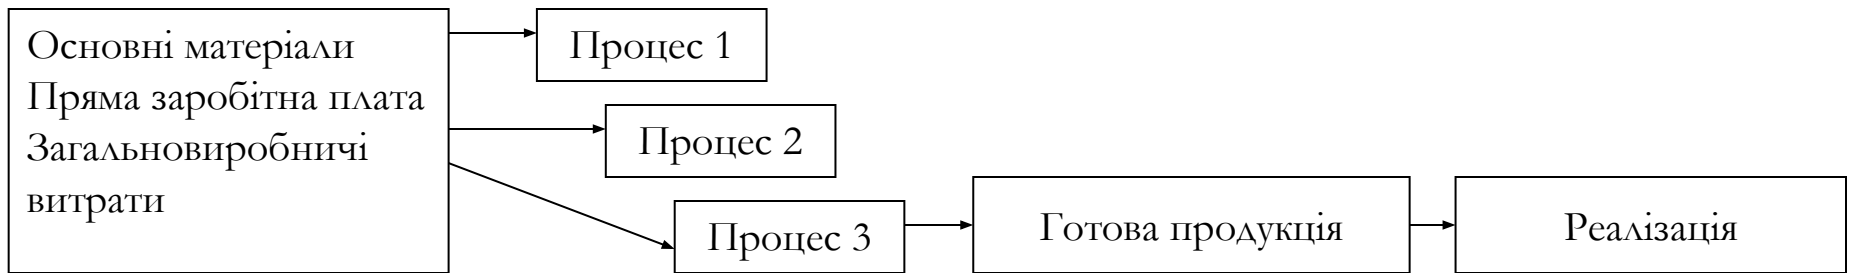 Основні матеріали
Пряма заробітна плата
Загальновиробничі
витрати
Процес 1
Процес 2
Процес 3
Готова продукція
Реалізація